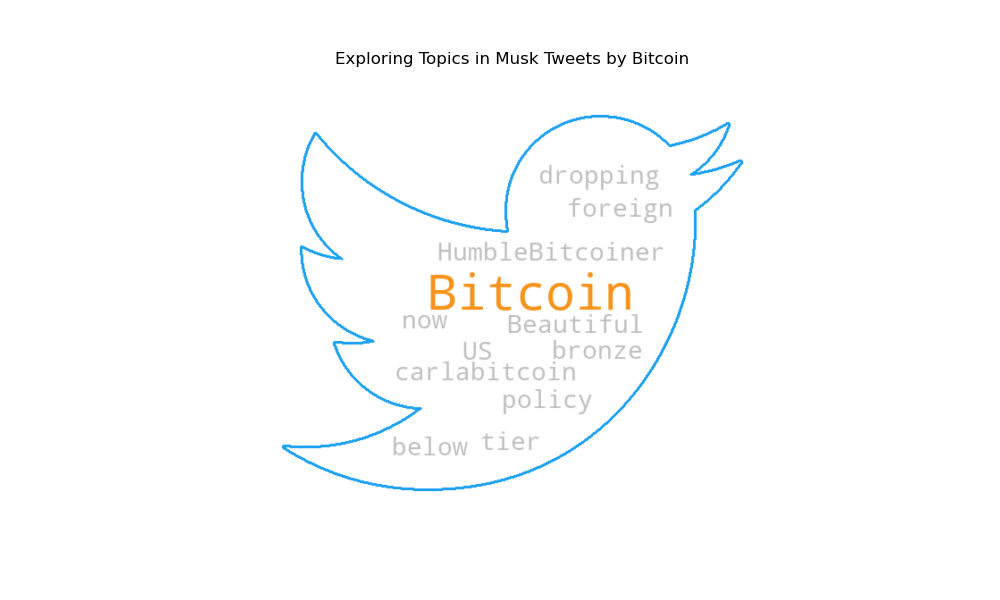 Exploring Topics in Musk Tweets by Bitcoin
dropping
foreign
HumbleBitcoiner
Bitcoin
now Beautiful
US bronze
carlabitcoin
policy
below tier